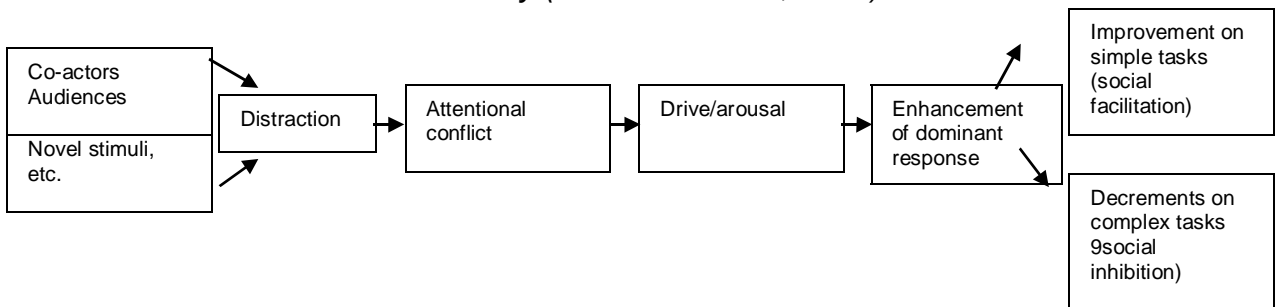 Co-actors
Audiences
Novel stimuli,
etc.
Distraction
Attentional
conflict
Drive/arousal
Enhancement
of dominant
response
Improvement on
simple tasks
(social
facilitation)
Decrements on
complex tasks
9social
inhibition)